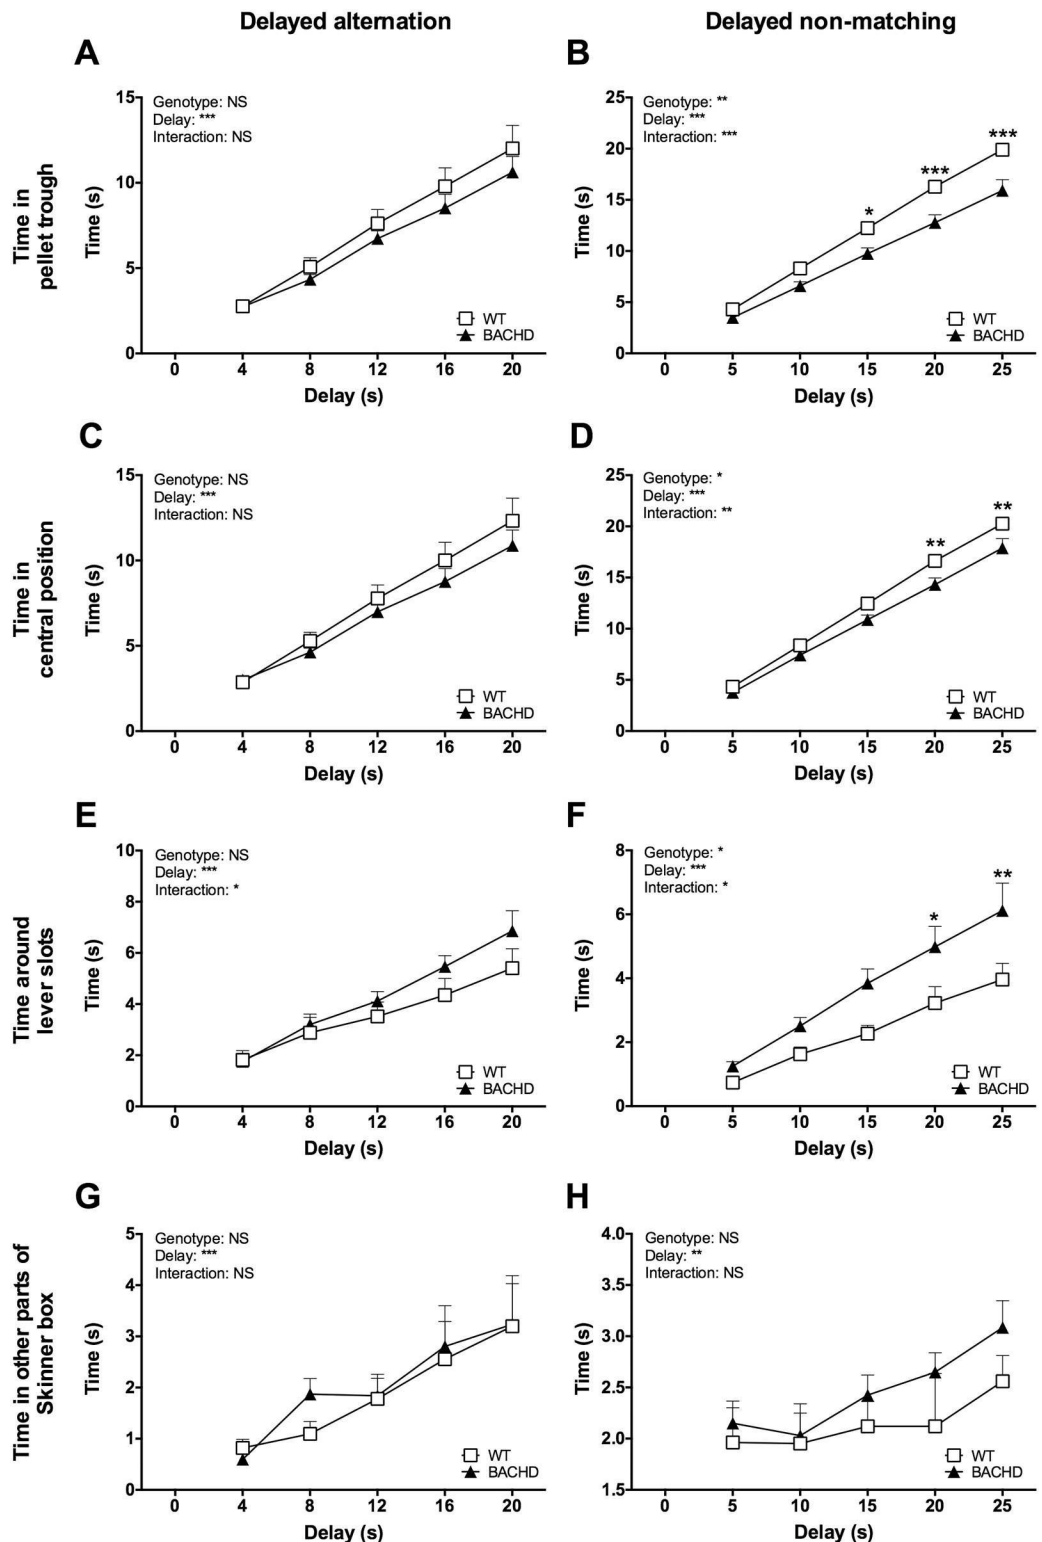 Delayed alternation
Delayed non-matching
A
Time in
pellet trough
Time (s)
15
10
5
0
Genotype: NS
Delay: ***
Interaction: NS
WT
BACHD
0 4 8 12 16 20
Delay (s)
B
Time (s)
25
20
15
10
5
0
Genotype: **
Delay: ***
Interaction: ***
* *** ***
WT
BACHD
0 5 10 15 20 25
Delay (s)
C
Time in
central position
Time (s)
15
10
5
0
Genotype: NS
Delay: ***
Interaction: NS
WT
BACHD
0 4 8 12 16 20
Delay (s)
D
Time (s)
25
20
15
10
5
0
Genotype: *
Delay: ***
Interaction: **
** **
WT
BACHD
0 5 10 15 20 25
Delay (s)
E
Time around
lever slots
Time (s)
10
8
6
4
2
0
Genotype: NS
Delay: ***
Interaction: *
WT
BACHD
0 4 8 12 16 20
Delay (s)
F
Time (s)
8
6
4
2
0
Genotype: *
Delay: ***
Interaction: *
* **
WT
BACHD
0 5 10 15 20 25
Delay (s)
G
Time in other parts of
Skinner box
Time (s)
5
4
3
2
1
0
Genotype: NS
Delay: ***
Interaction: NS
WT
BACHD
0 4 8 12 16 20
Delay (s)
H
Time (s)
4.0
3.5
3.0
2.5
2.0
1.5
Genotype: NS
Delay: **
Interaction: NS
WT
BACHD
0 5 10 15 20 25
Delay (s)